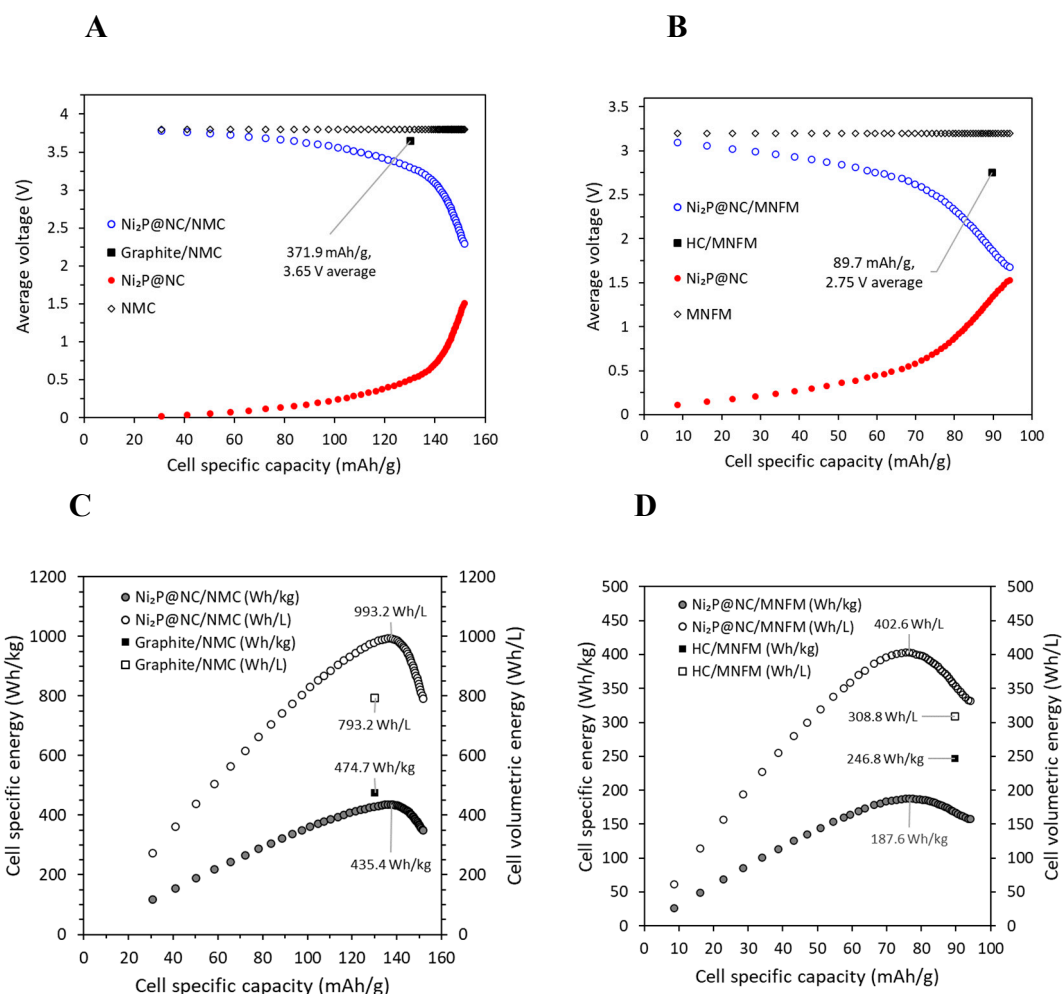 A
B
4
3.5
3
2.5
2
1.5
1
0.5
0
Average voltage (V)
Ni₂P@NC/NMC
Graphite/NMC
Ni₂P@NC
NMC
371.9 mAh/g,
3.65 V average
0 20 40 60 80 100 120 140 160
Cell specific capacity (mAh/g)
3.5
3
2.5
2
1.5
1
0.5
0
Average voltage (V)
Ni₂P@NC/MNFM
HC/MNFM
Ni₂P@NC
MNFM
89.7 mAh/g,
2.75 V average
0 10 20 30 40 50 60 70 80 90 100
Cell specific capacity (mAh/g)
C
D
1200
1000
800
600
400
200
0
Cell specific energy (Wh/kg)
Ni₂P@NC/NMC (Wh/kg)
Ni₂P@NC/NMC (Wh/L)
Graphite/NMC (Wh/kg)
Graphite/NMC (Wh/L)
993.2 Wh/L
793.2 Wh/L
474.7 Wh/kg
435.4 Wh/kg
1200
1000
800
600
400
200
0
Cell volumetric energy (Wh/L)
0 20 40 60 80 100 120 140 160
Cell specific capacity (mAh/g)
500
450
400
350
300
250
200
150
100
50
0
Cell specific energy (Wh/kg)
Ni₂P@NC/MNFM (Wh/kg)
Ni₂P@NC/MNFM (Wh/L)
HC/MNFM (Wh/kg)
HC/MNFM (Wh/L)
402.6 Wh/L
308.8 Wh/L
246.8 Wh/kg
187.6 Wh/kg
500
450
400
350
300
250
200
150
100
50
0
Cell volumetric energy (Wh/L)
0 10 20 30 40 50 60 70 80 90 100
Cell specific capacity (mAh/g)